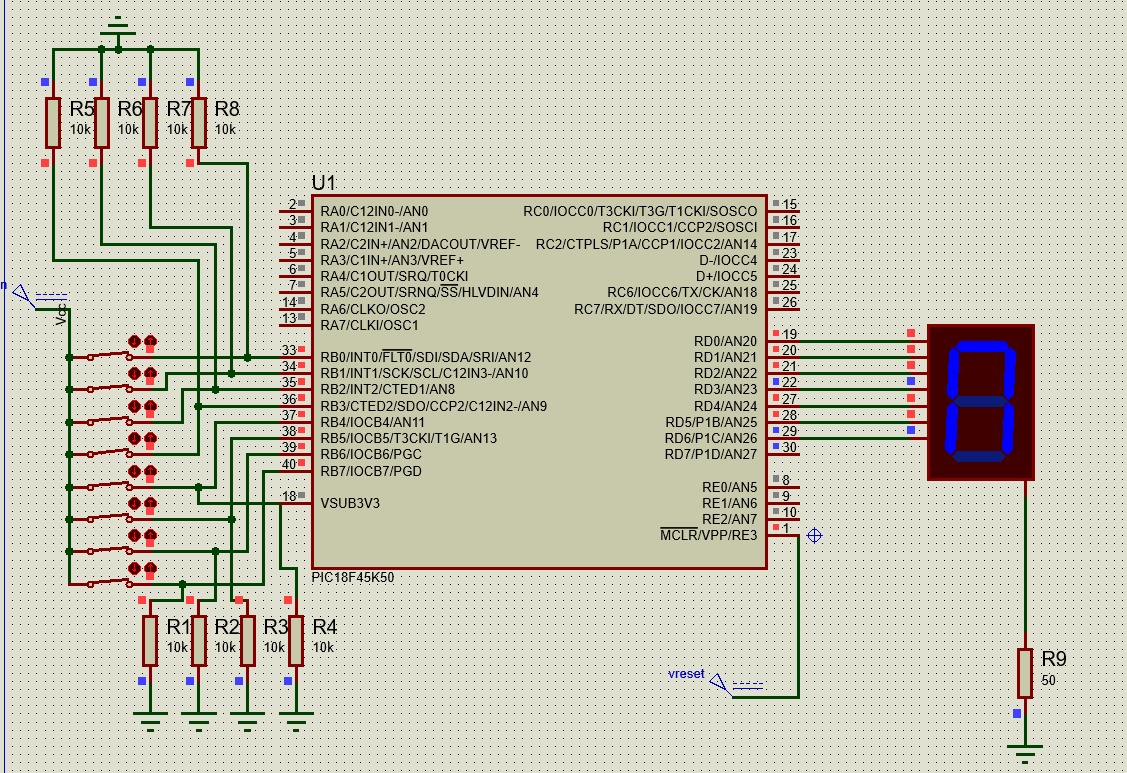 R5 R6 R7 R8
10k 10k 10k 10k
U1
2 RA0/C12IN0-/AN0 RC0/IOCC0/T3CKI/T3G/T1CKI/SOSCO 15
3 RA1/C12IN1-/AN1 RC1/IOCC1/CCP2/SOSCI 16
4 RA2/C2IN+/AN2/DACOUT/VREF- RC2/CTPLS/P1A/CCP1/IOCC2/AN14 17
5 RA3/C1IN+/AN3/VREF+ D-/IOCC4 23
6 RA4/C1OUT/SRQ/T0CKI D+/IOCC5 24
7 RA5/C2OUT/SRNQ/SS/HLVDIN/AN4 RC6/IOCC6/TX/CK/AN18 25
14 RA6/CLKO/OSC2 RC7/RX/DT/SDO/IOCC7/AN19 26
13 RA7/CLKI/OSC1
n
Vcc
RD0/AN20 19
33 RB0/INT0/FLT0/SDI/SDA/SRI/AN12 RD1/AN21 20
34 RB1/INT1/SCK/SCL/C12IN3-/AN10 RD2/AN22 21
35 RB2/INT2/CTED1/AN8 RD3/AN23 22
36 RB3/CTED2/SDO/CCP2/C12IN2-/AN9 RD4/AN24 27
37 RB4/IOCB4/AN11 RD5/P1B/AN25 28
38 RB5/IOCB5/T3CKI/T1G/AN13 RD6/P1C/AN26 29
39 RB6/IOCB6/PGC RD7/P1D/AN27 30
40 RB7/IOCB7/PGD
RE0/AN5 8
18 VSUB3V3 RE1/AN6 9
RE2/AN7 10
MCLR/VPP/RE3 1
PIC18F45K50
R1 R2 R3 R4
10k 10k 10k 10k
vreset
R9
50